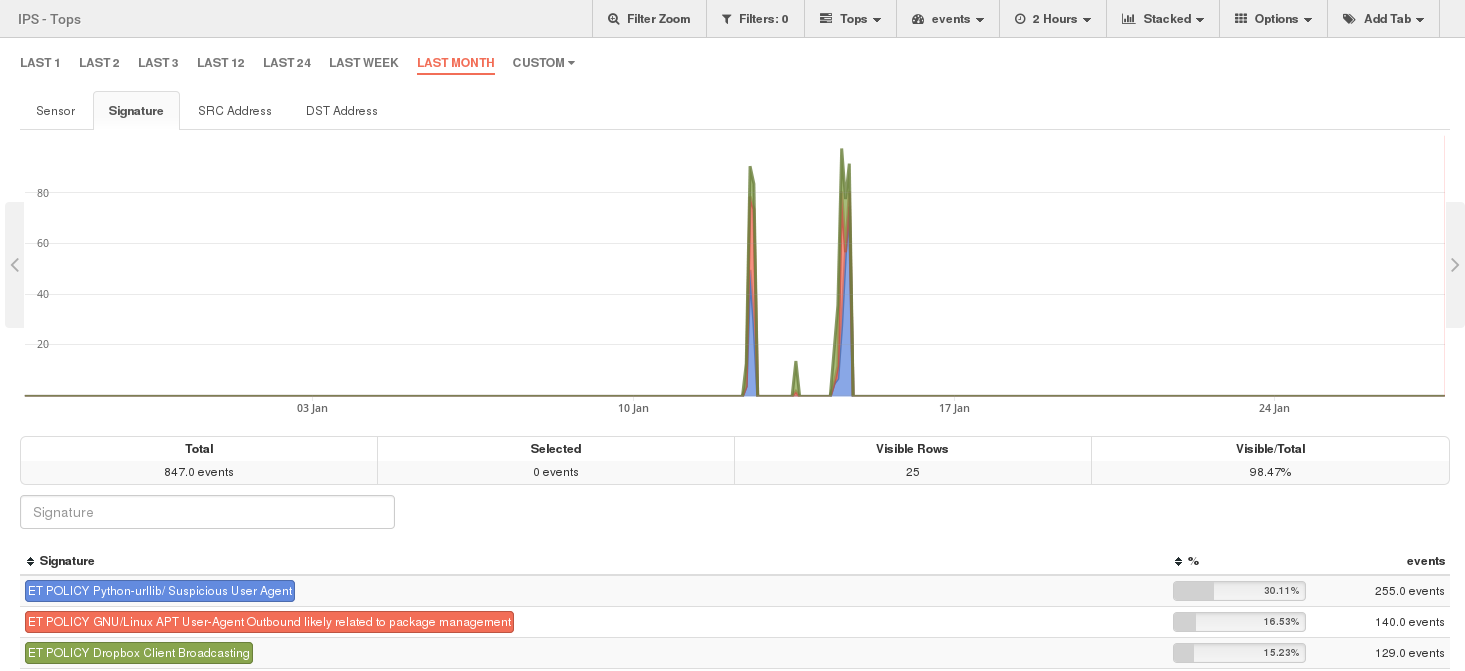 IPS - Tops
Filter Zoom
Filters: 0
Tops
events
2 Hours
Stacked
Options
Add Tab
LAST 1 LAST 2 LAST 3 LAST 12 LAST 24 LAST WEEK LAST MONTH CUSTOM
Sensor Signature SRC Address DST Address
80
60
40
20
03 Jan 10 Jan 17 Jan 24 Jan
Total Selected Visible Rows Visible/Total
847.0 events 0 events 25 98.47%
Signature
Signature % events
ET POLICY Python-urllib/ Suspicious User Agent 30.11% 255.0 events
ET POLICY GNU/Linux APT User-Agent Outbound likely related to package management 16.53% 140.0 events
ET POLICY Dropbox Client Broadcasting 15.23% 129.0 events